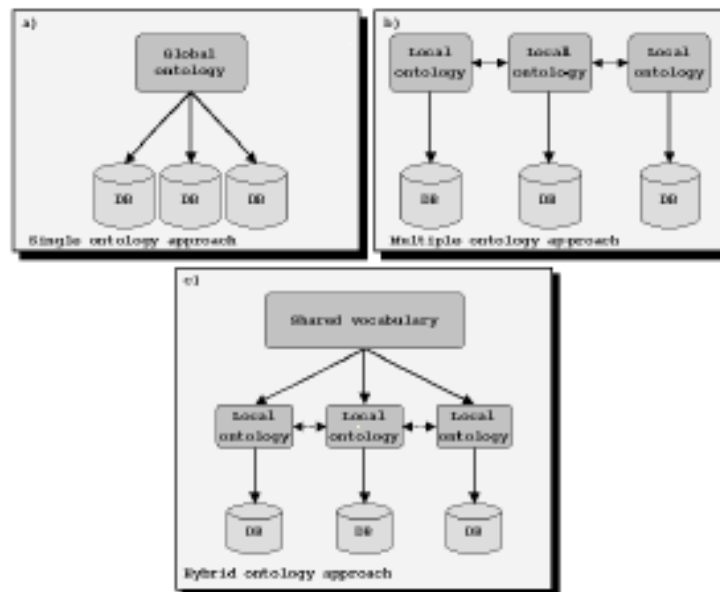 a)
Global
ontology
DB
DB
DB
Single ontology approach
b)
Local
ontology
Local
ontology
Local
ontology
DB
DB
DB
Multiple ontology approach
c)
Shared vocabulary
Local
ontology
Local
ontology
Local
ontology
DB
DB
DB
Hybrid ontology approach